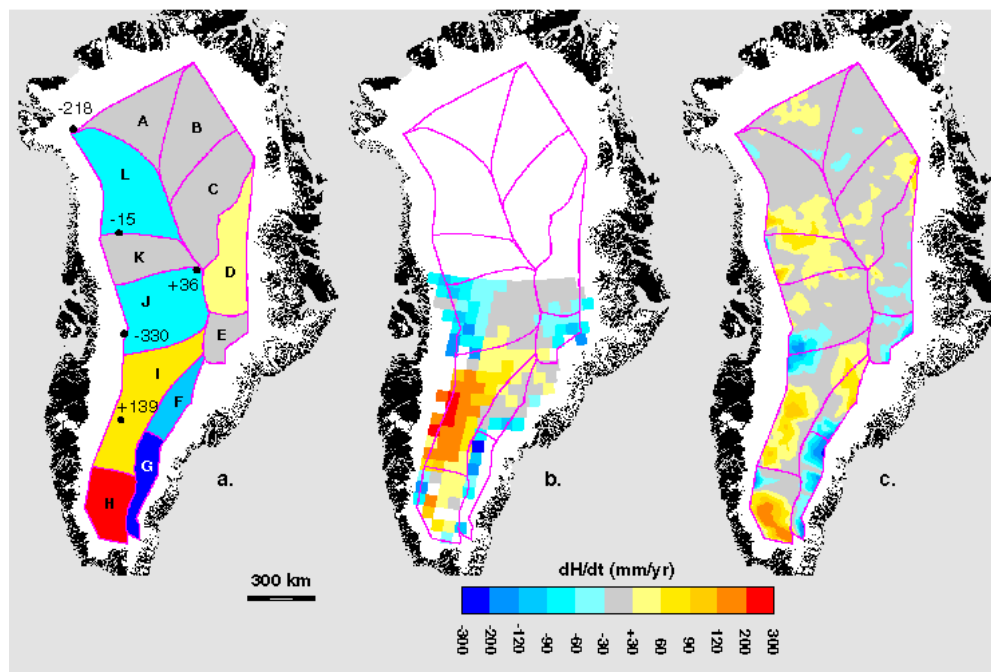 -218
A
B
L
C
-15
K
D
+36
J
E
-330
I
F
+139
G
H
a.
b.
c.
300 km
dH/dt (mm/yr)
-300
-200
-120
-90
-60
-30
+30
60
90
120
200
300